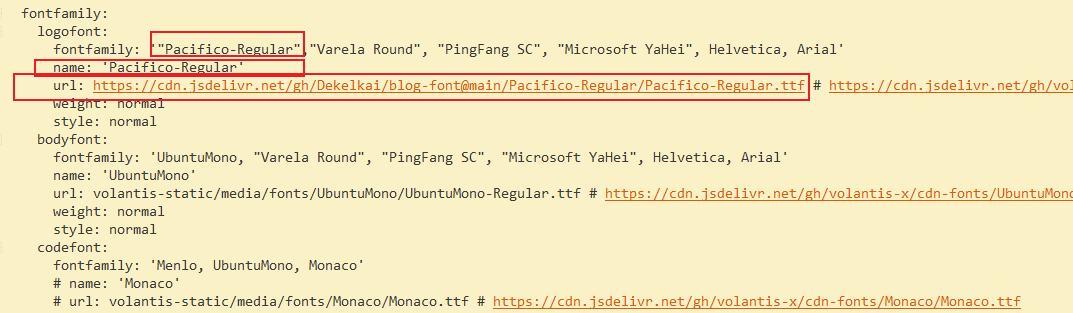 fontfamily:
logofont:
fontfamily: '"Pacifico-Regular","Varela Round", "PingFang SC", "Microsoft YaHei", Helvetica, Arial'
name: 'Pacifico-Regular'
url: https://cdn.jsdelivr.net/gh/Dekelkai/blog-font@main/Pacifico-Regular/Pacifico-Regular.ttf # https://cdn.jsdelivr.net/gh/vol
weight: normal
style: normal
bodyfont:
fontfamily: 'UbuntuMono, "Varela Round", "PingFang SC", "Microsoft YaHei", Helvetica, Arial'
name: 'UbuntuMono'
url: volantis-static/media/fonts/UbuntuMono/UbuntuMono-Regular.ttf # https://cdn.jsdelivr.net/gh/volantis-x/cdn-fonts/UbuntuMono
weight: normal
style: normal
codefont:
fontfamily: 'Menlo, UbuntuMono, Monaco'
# name: 'Monaco'
# url: volantis-static/media/fonts/Monaco/Monaco.ttf # https://cdn.jsdelivr.net/gh/volantis-x/cdn-fonts/Monaco/Monaco.ttf